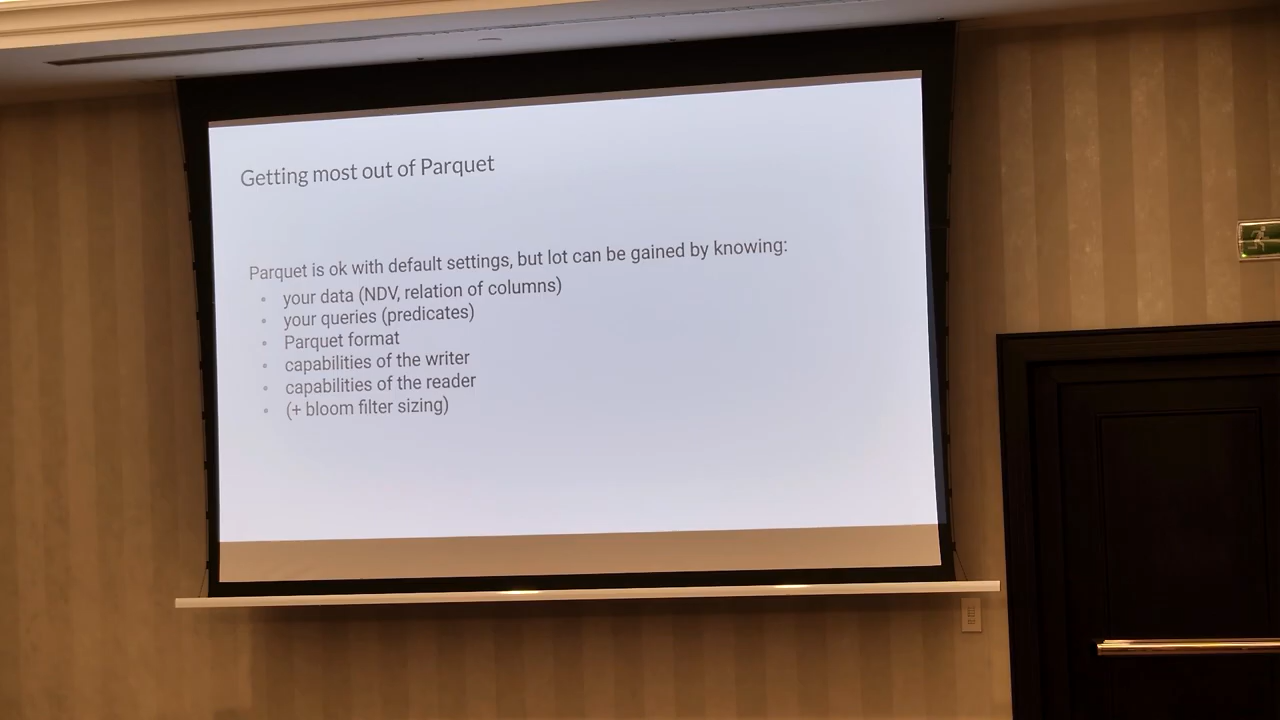 Getting most out of Parquet
Parquet is ok with default settings, but lot can be gained by knowing:
• your data (NDV, relation of columns)
• your queries (predicates)
• Parquet format
• capabilities of the writer
• capabilities of the reader
• (+ bloom filter sizing)